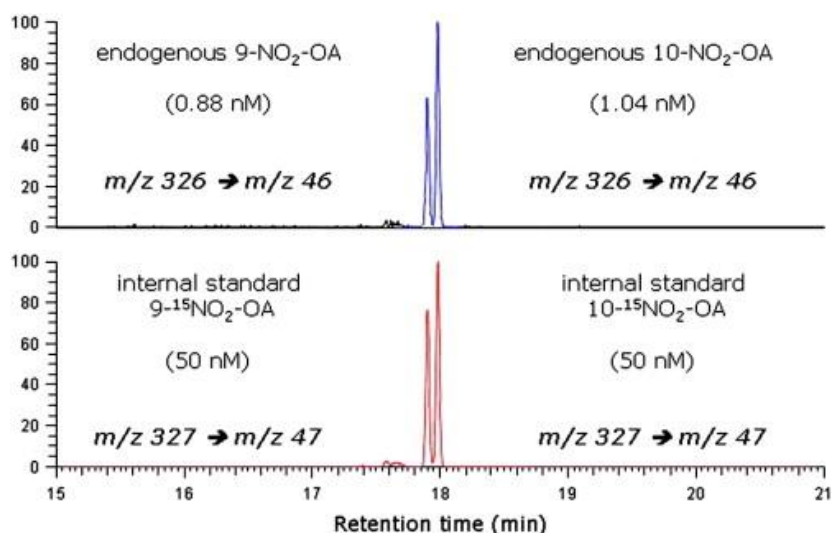 100
80
60
40
20
0
endogenous 9-NO₂-OA
(0.88 nM)
m/z 326 ➔ m/z 46
endogenous 10-NO₂-OA
(1.04 nM)
m/z 326 ➔ m/z 46
100
80
60
40
20
0
internal standard
9-¹⁵NO₂-OA
(50 nM)
m/z 327 ➔ m/z 47
internal standard
10-¹⁵NO₂-OA
(50 nM)
m/z 327 ➔ m/z 47
15 16 17 18 19 20 21
Retention time (min)